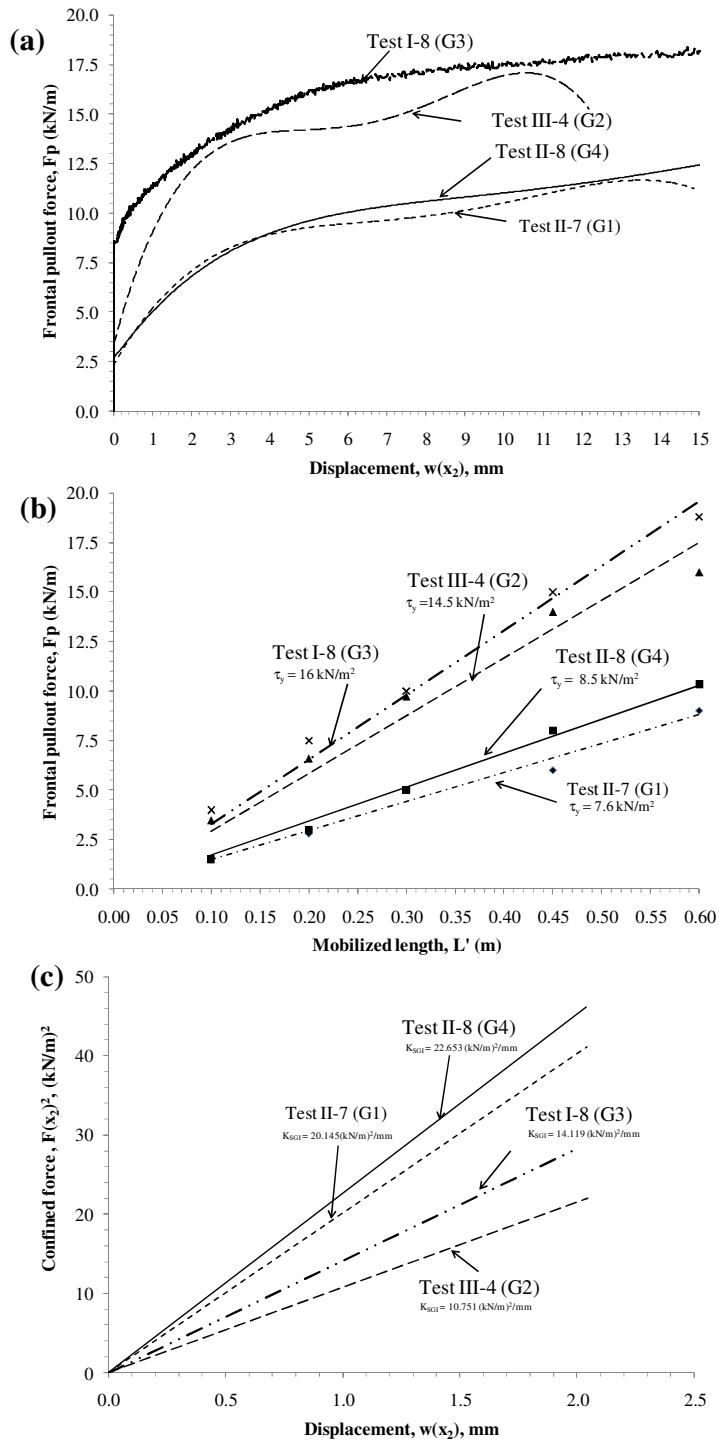 (a)
20.0
17.5
15.0
12.5
10.0
7.5
5.0
2.5
0.0
Frontal pullout force, Fp (kN/m)
Test I-8 (G3)
Test III-4 (G2)
Test II-8 (G4)
Test II-7 (G1)
0 1 2 3 4 5 6 7 8 9 10 11 12 13 14 15
Displacement, w(x₂), mm
(b)
20.0
17.5
15.0
12.5
10.0
7.5
5.0
2.5
0.0
Frontal pullout force, Fp (kN/m)
Test III-4 (G2)
τy =14.5 kN/m²
Test I-8 (G3)
τy = 16 kN/m²
Test II-8 (G4)
τy = 8.5 kN/m²
Test II-7 (G1)
τy = 7.6 kN/m²
0.00 0.05 0.10 0.15 0.20 0.25 0.30 0.35 0.40 0.45 0.50 0.55 0.60
Mobilized length, L' (m)
(c)
50
40
30
20
10
0
Confined force, F(x₂)², (kN/m)²
Test II-8 (G4)
K_SGI = 22.653 (kN/m)²/mm
Test II-7 (G1)
K_SGI = 20.145(kN/m)²/mm
Test I-8 (G3)
K_SGI = 14.119 (kN/m)²/mm
Test III-4 (G2)
K_SGI = 10.751 (kN/m)²/mm
0.0 0.5 1.0 1.5 2.0 2.5
Displacement, w(x₂), mm